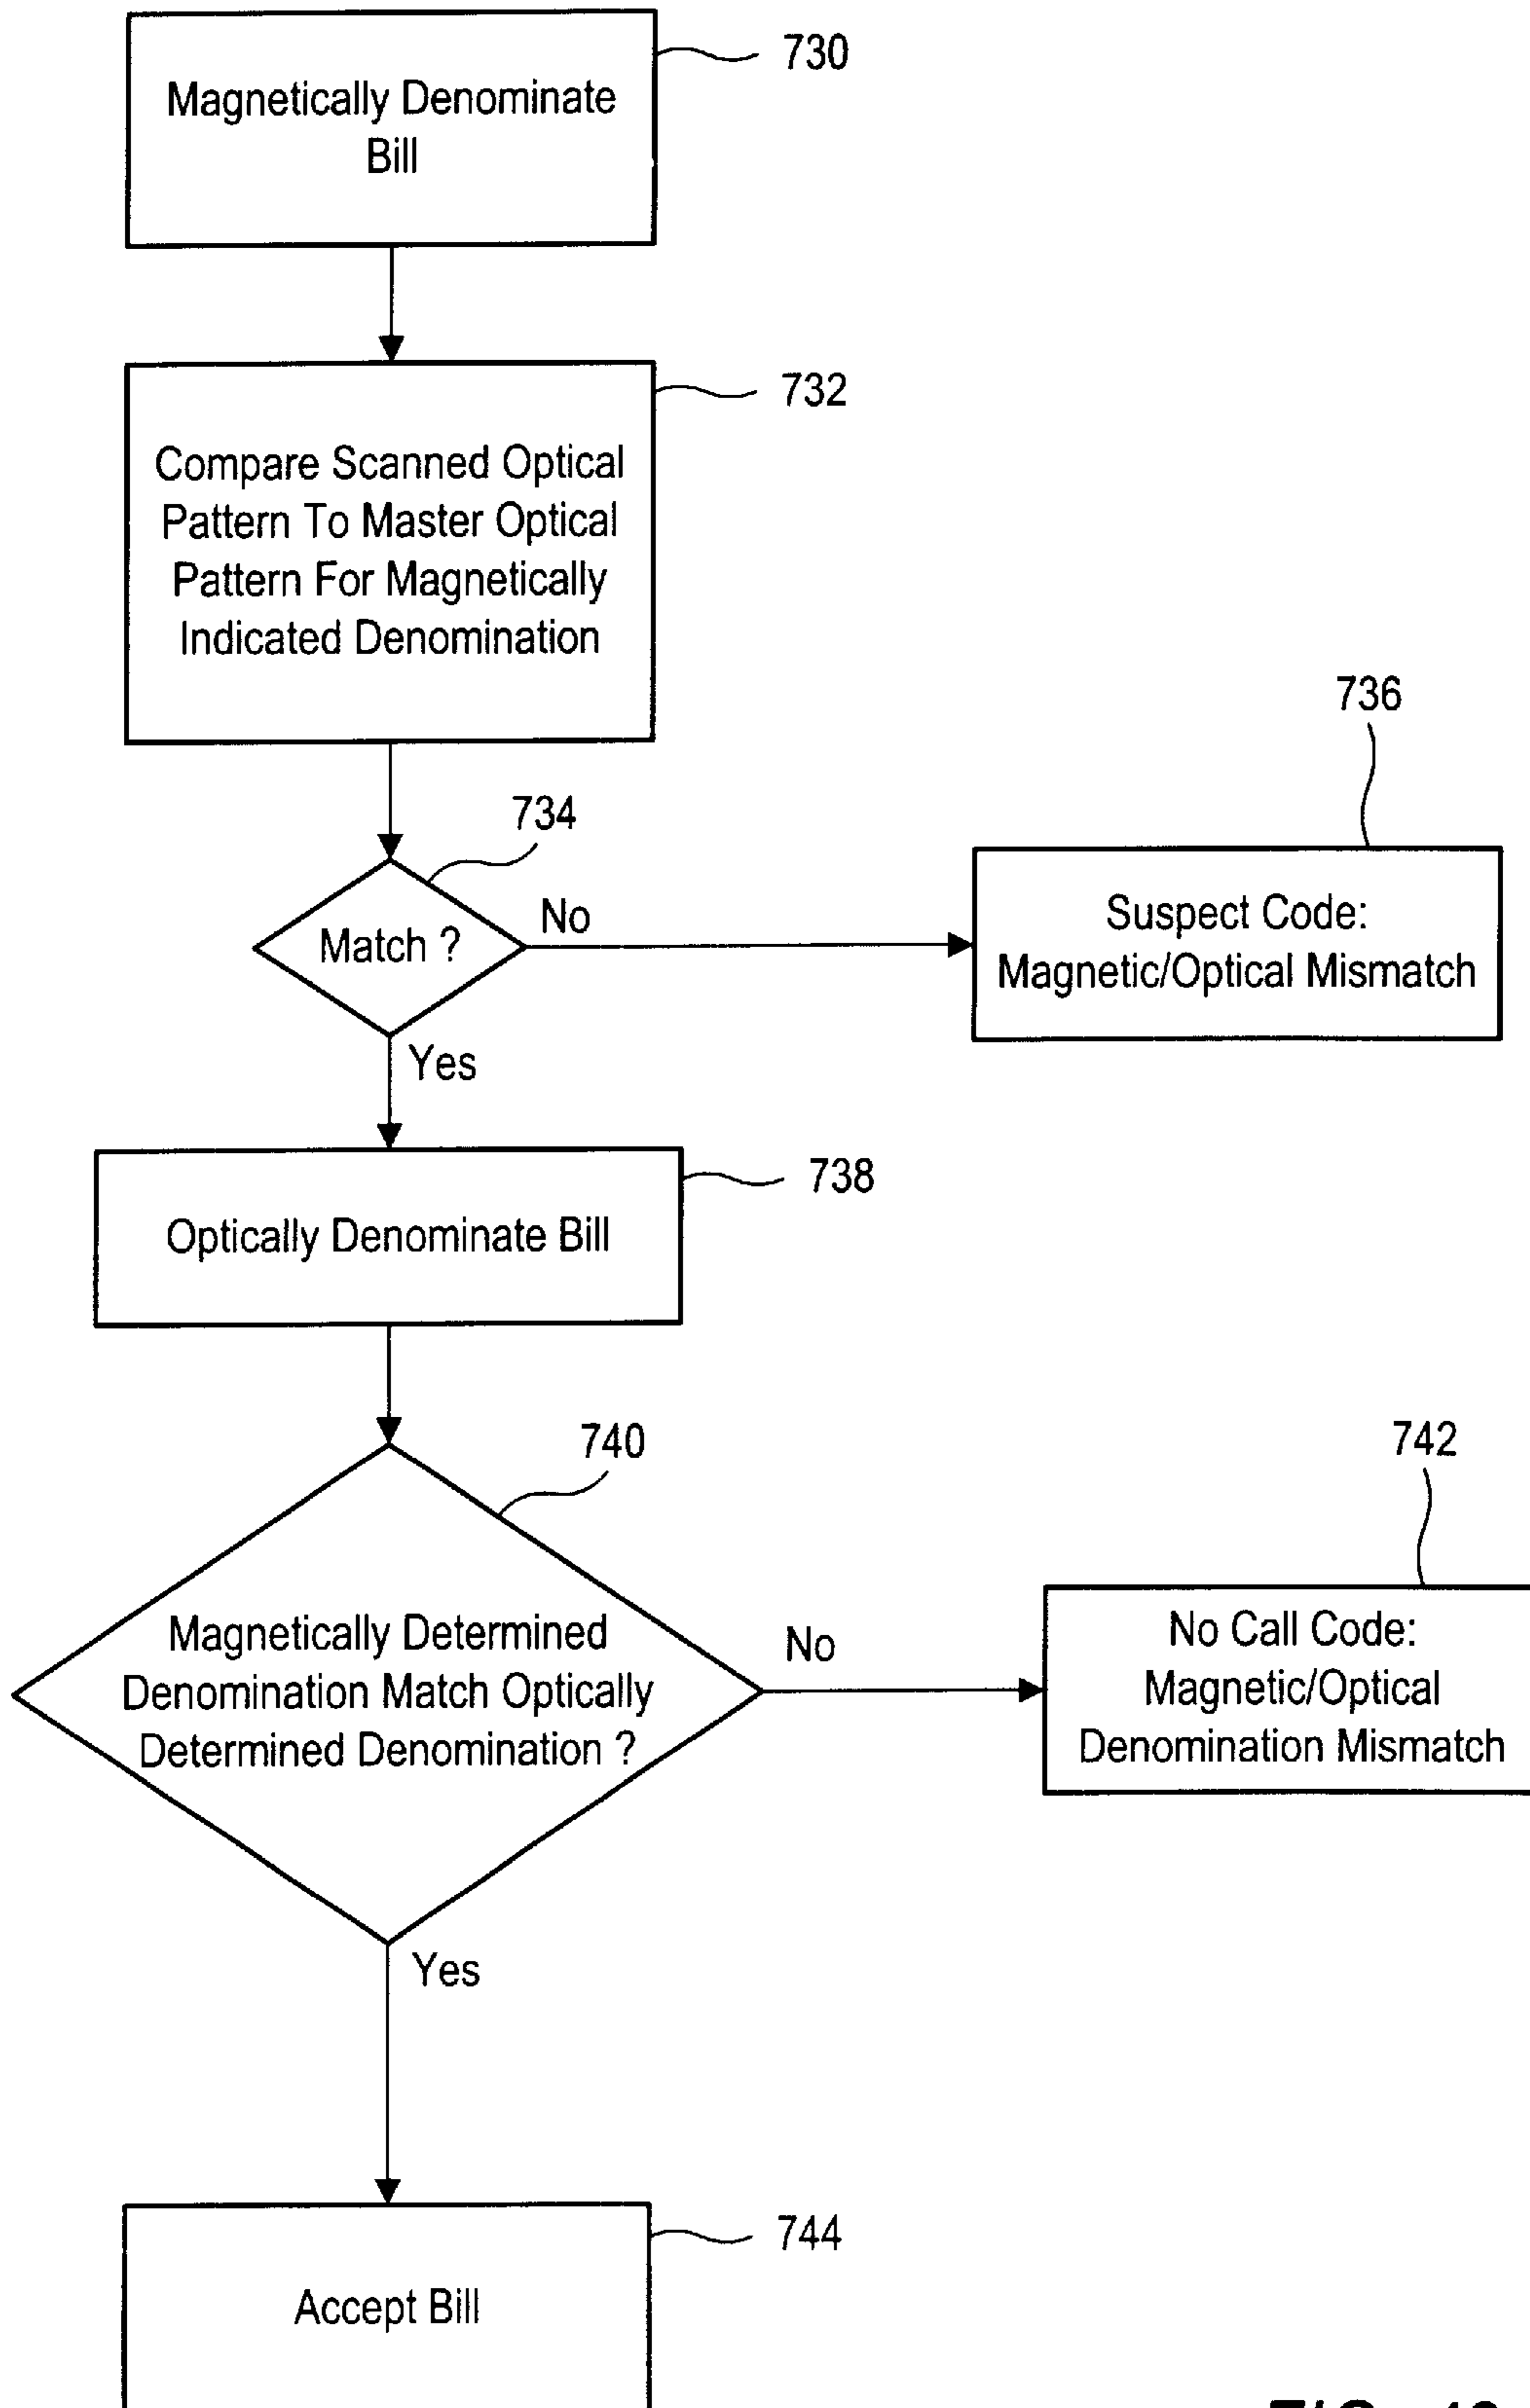 730
Magnetically Denominate
Bill
732
Compare Scanned Optical
Pattern To Master Optical
Pattern For Magnetically
Indicated Denomination
736
734
Match ?
No
Suspect Code:
Magnetic/Optical Mismatch
Yes
738
Optically Denominate Bill
740
742
Magnetically Determined
Denomination Match Optically
Determined Denomination ?
No
No Call Code:
Magnetic/Optical
Denomination Mismatch
Yes
744
Accept Bill